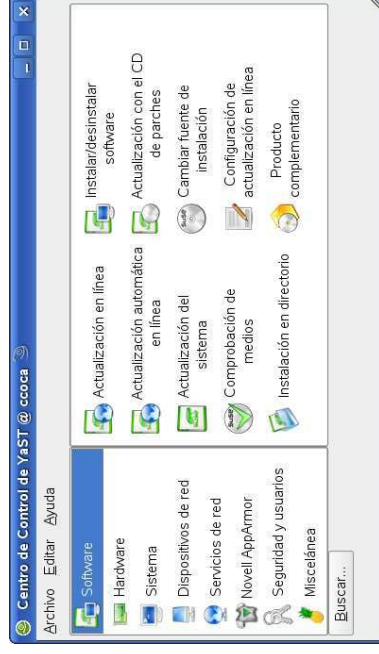 Centro de Control de YaST @ ccoca
Archivo Editar Ayuda
Software
Hardware
Sistema
Dispositivos de red
Servicios de red
Novell AppArmor
Seguridad y usuarios
Miscelánea
Buscar...
Actualización en línea
Actualización automática
en línea
Actualización del
sistema
Comprobación de
medios
Instalación en directorio
Instalar/desinstalar
software
Actualización con el CD
de parches
Cambiar fuente de
instalación
Configuración de
actualización en línea
Producto
complementario